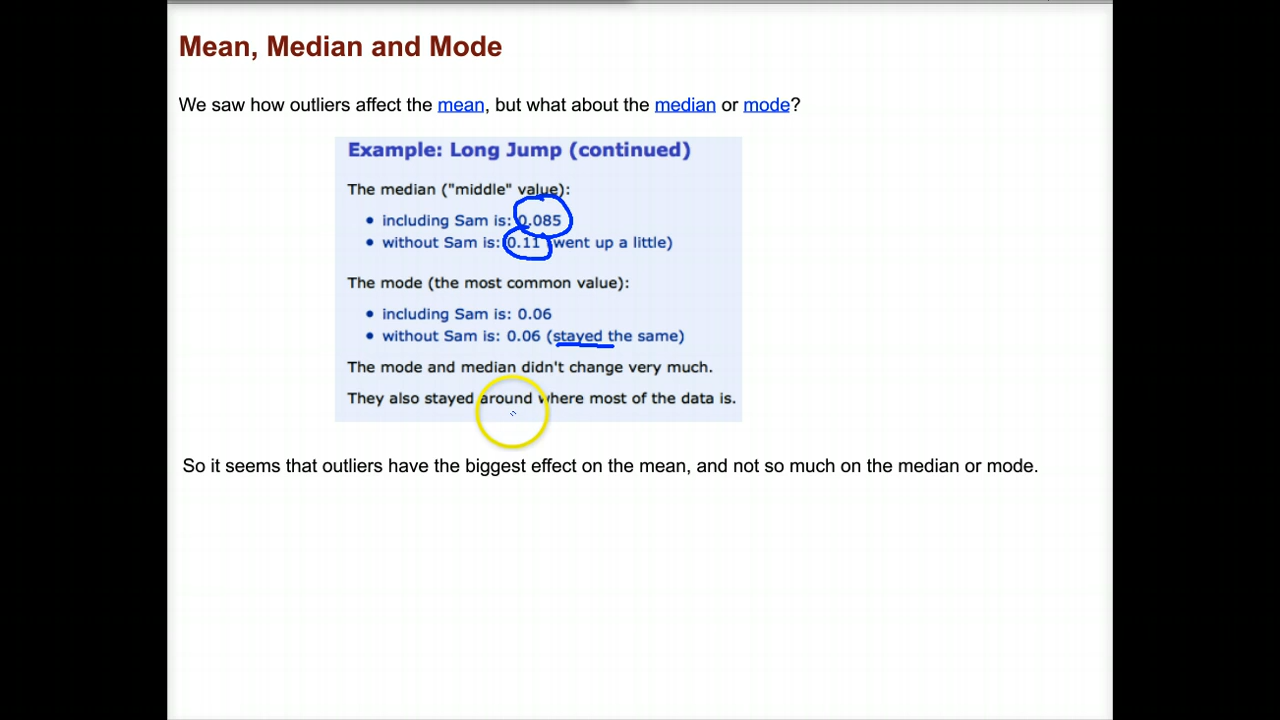 Mean, Median and Mode
We saw how outliers affect the mean, but what about the median or mode?
Example: Long Jump (continued)
The median ("middle" value):
• including Sam is: 0.085
• without Sam is: 0.11 (went up a little)
The mode (the most common value):
• including Sam is: 0.06
• without Sam is: 0.06 (stayed the same)
The mode and median didn't change very much.
They also stayed around where most of the data is.
So it seems that outliers have the biggest effect on the mean, and not so much on the median or mode.